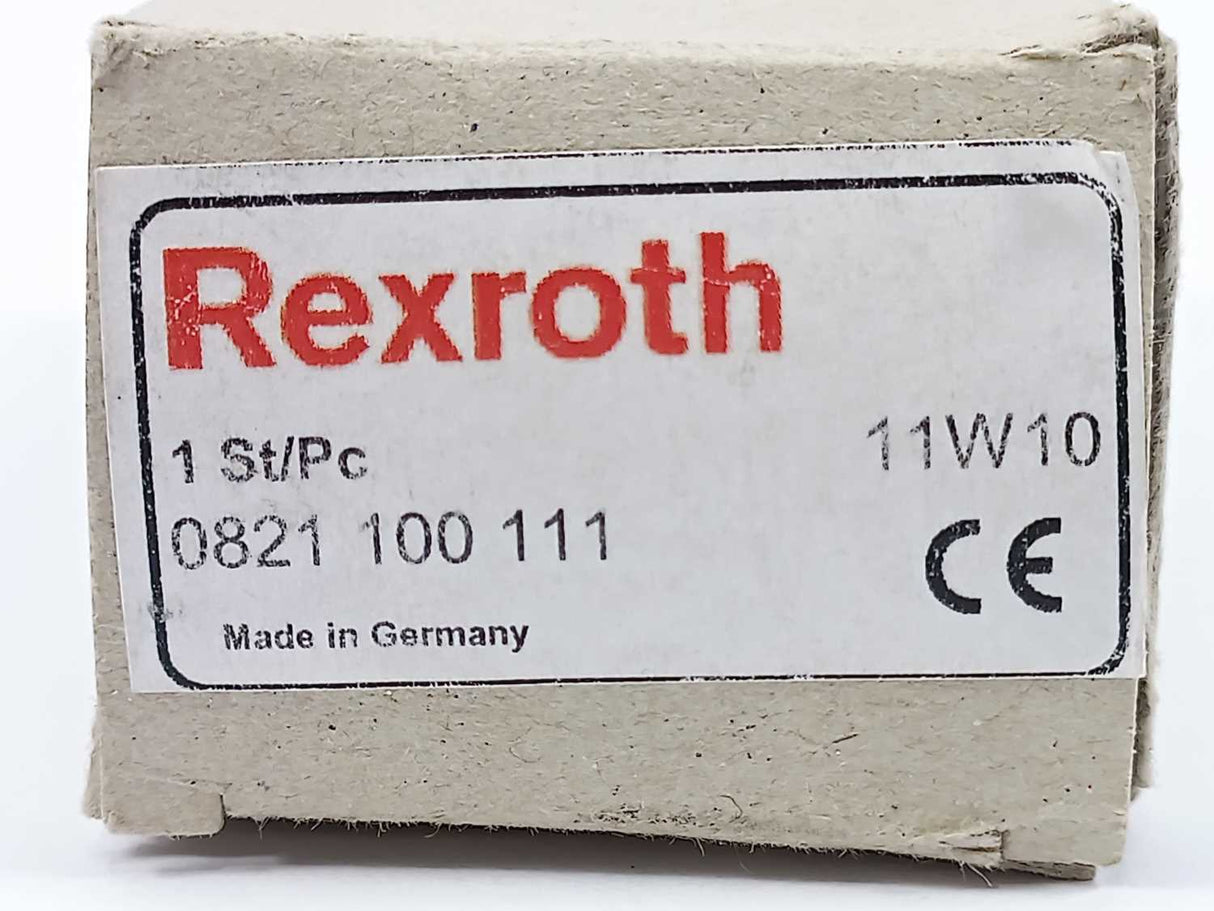 Rexroth
1 St/Pc 11W10
0821 100 111
CE
Made in Germany